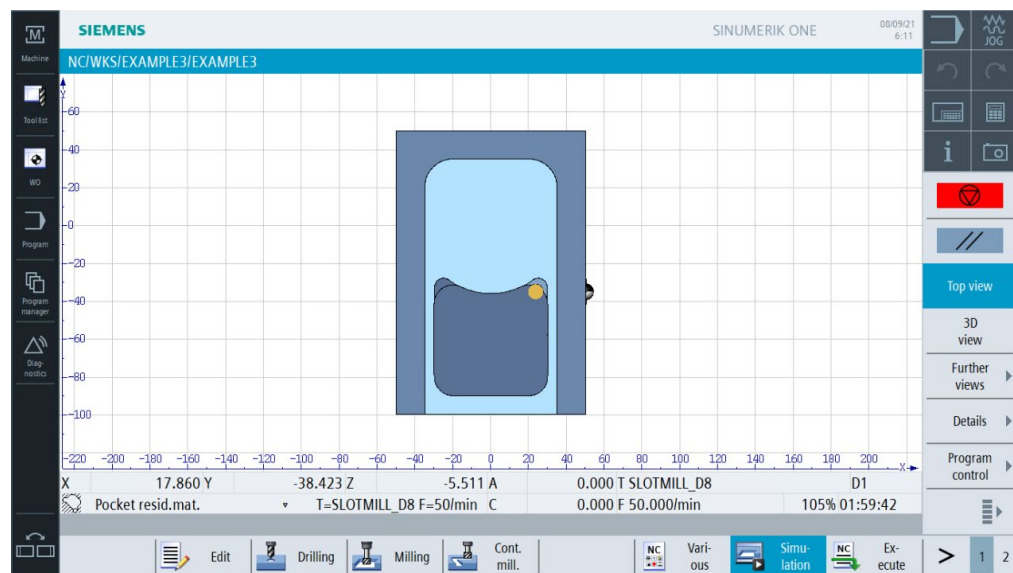 M
Machine
SIEMENS
SINUMERIK ONE
08/09/21
6:11
JOG
NC/WKS/EXAMPLE3/EXAMPLE3
Y
60
40
20
0
-20
-40
-60
-80
-100
Tool list
WO
Program
Program
manager
Diag-
nostics
i
Top view
3D
view
Further
views
Details
Program
control
-220 -200 -180 -160 -140 -120 -100 -80 -60 -40 -20 0 20 40 60 80 100 120 140 160 180 200 X
X 17.860 Y -38.423 Z -5.511 A 0.000 T SLOTMILL_D8 D1
Pocket resid.mat. T=SLOTMILL_D8 F=50/min C 0.000 F 50.000/min 105% 01:59:42
Edit
Drilling
Milling
Cont.
mill.
NC
Vari-
ous
Simu-
lation
NC
Ex-
ecute
> 1 2